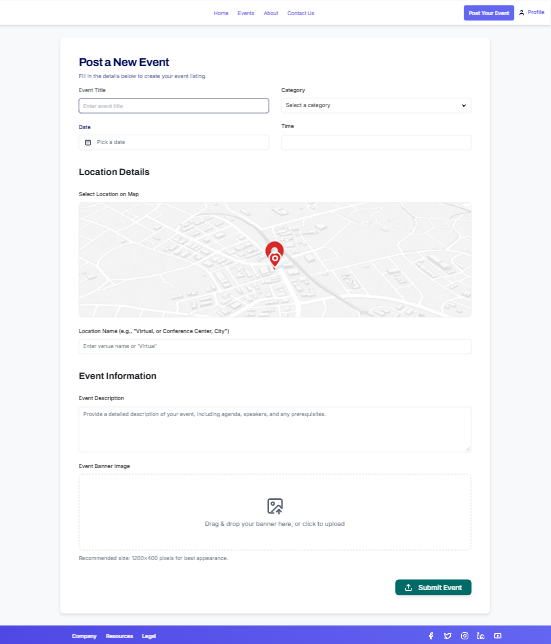 Home Events About Contact Us Post Your Event Profile
Post a New Event
Fill in the details below to create your event listing.
Event Title Category
Enter event title Select a category
Date Time
Pick a date
Location Details
Select Location on Map
Location Name (e.g., "Virtual, or Conference Center, City")
Enter venue name or "Virtual"
Event Information
Event Description
Provide a detailed description of your event, including agenda, speakers, and any prerequisites.
Event Banner Image
Drag & drop your banner here, or click to upload
Recommended size: 1200x400 pixels for best appearance.
Submit Event
Company Resources Legal